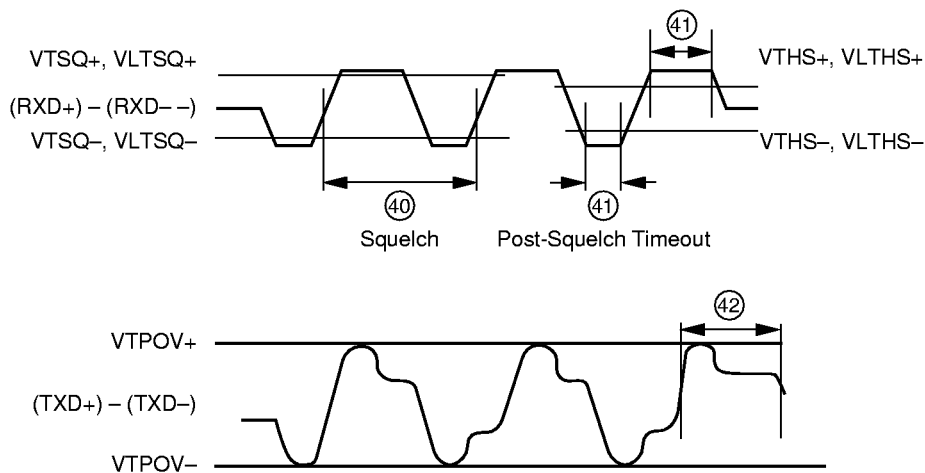 41
VTSQ+, VLTSQ+
VTHS+, VLTHS+
(RXD+) – (RXD– –)
VTSQ–, VLTSQ–
VTHS–, VLTHS–
40
41
Squelch
Post-Squelch Timeout
42
VTPOV+
(TXD+) – (TXD–)
VTPOV–